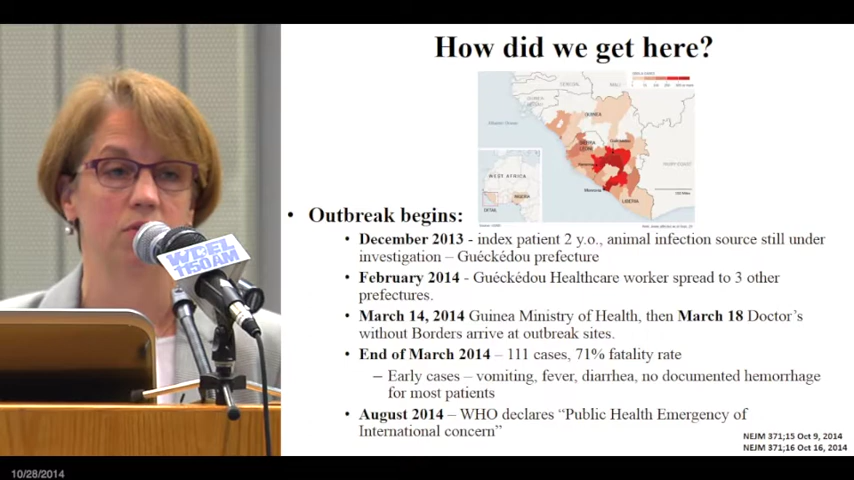 How did we get here?
SENEGAL
MALI
GUINEA
SIERRA
LEONE
LIBERIA
Monrovia
WEST AFRICA
NIGERIA
DETAIL
• Outbreak begins:
• December 2013 - index patient 2 y.o., animal infection source still under
investigation – Guéckédou prefecture
• February 2014 - Guéckédou Healthcare worker spread to 3 other
prefectures.
• March 14, 2014 Guinea Ministry of Health, then March 18 Doctor's
without Borders arrive at outbreak sites.
• End of March 2014 – 111 cases, 71% fatality rate
– Early cases – vomiting, fever, diarrhea, no documented hemorrhage
for most patients
• August 2014 – WHO declares “Public Health Emergency of
International concern”
NEJM 371;15 Oct 9, 2014
NEJM 371;16 Oct 16, 2014
WDEL
1150AM
10/28/2014